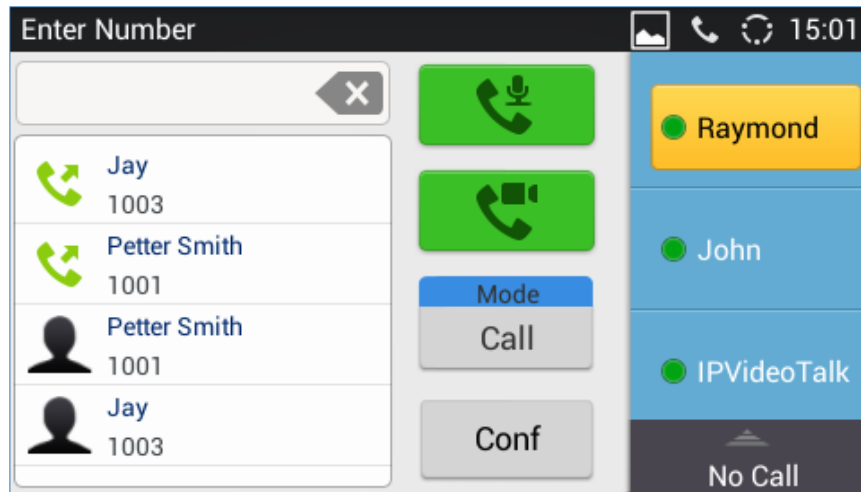 Enter Number
15:01
Jay
1003
Petter Smith
1001
Petter Smith
1001
Jay
1003
Mode
Call
Conf
Raymond
John
IPVideoTalk
No Call